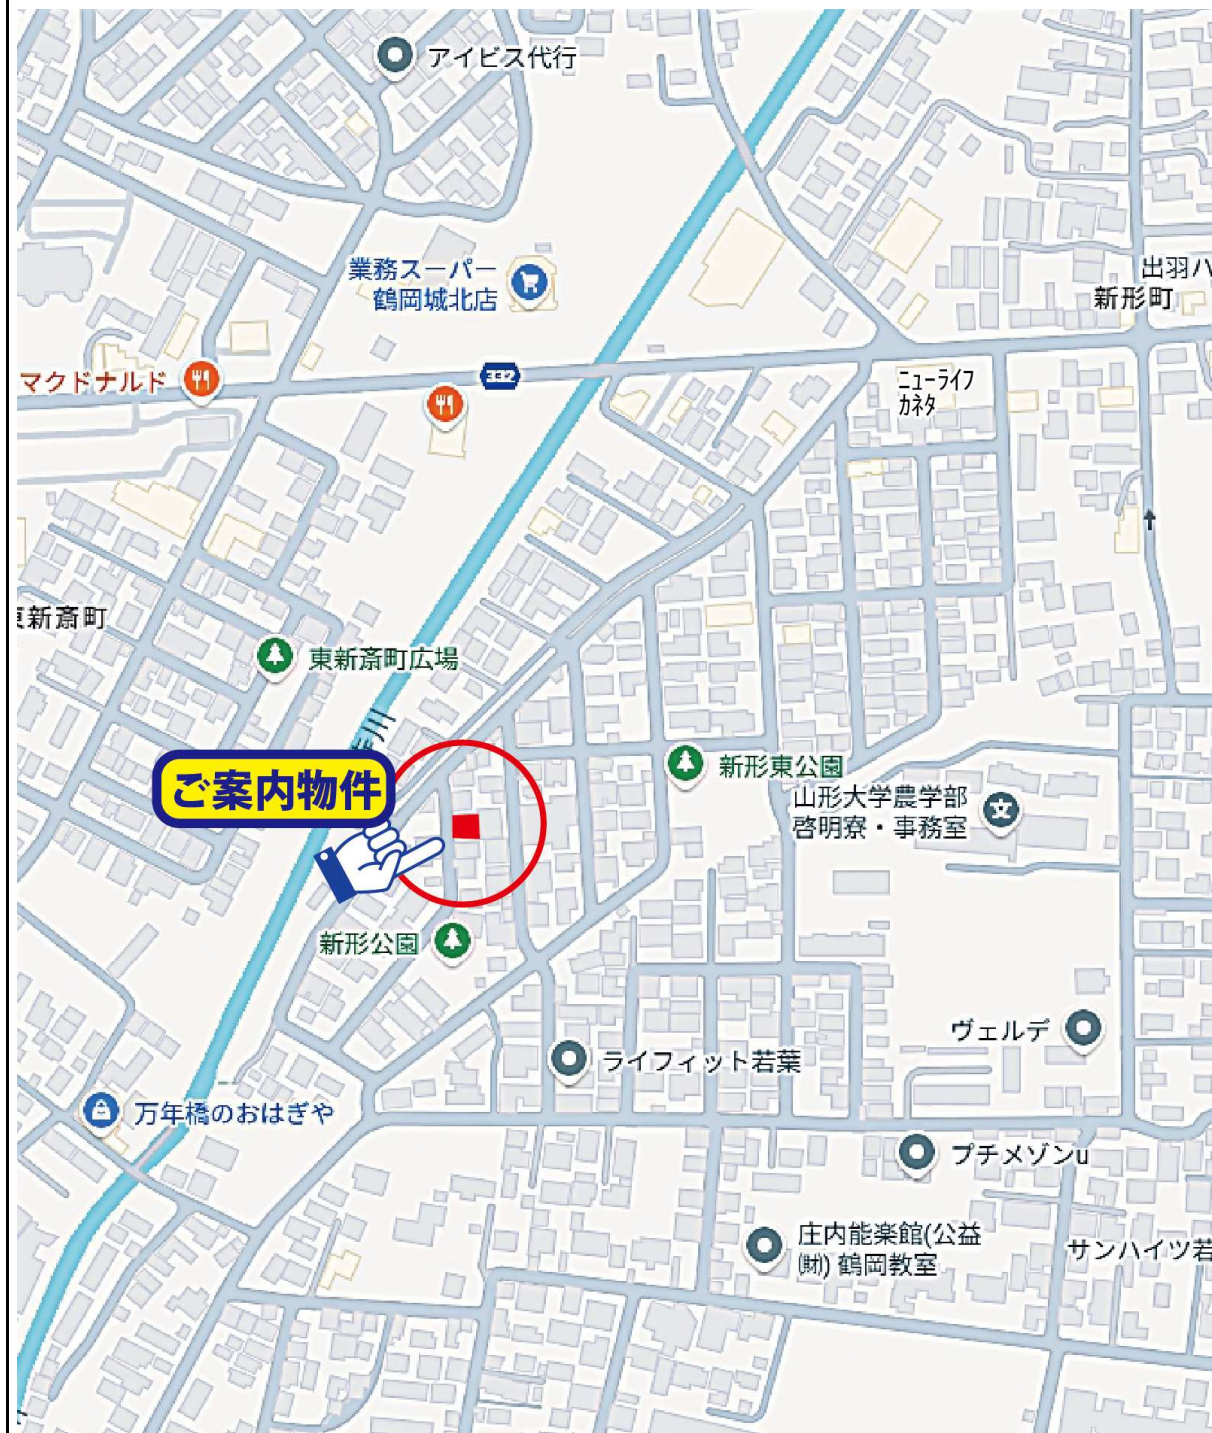 アイビス代行
業務スーパー
鶴岡城北店
出羽ハ
新形町
マクドナルド
332
ニューライフ
カネタ
新斎町
東新斎町広場
川
ご案内物件
新形東公園
山形大学農学部
啓明寮・事務室
新形公園
ヴェルデ
ライフィット若葉
万年橋のおはぎや
プチメゾンu
庄内能楽館(公益
㈶) 鶴岡教室
サンハイツ若